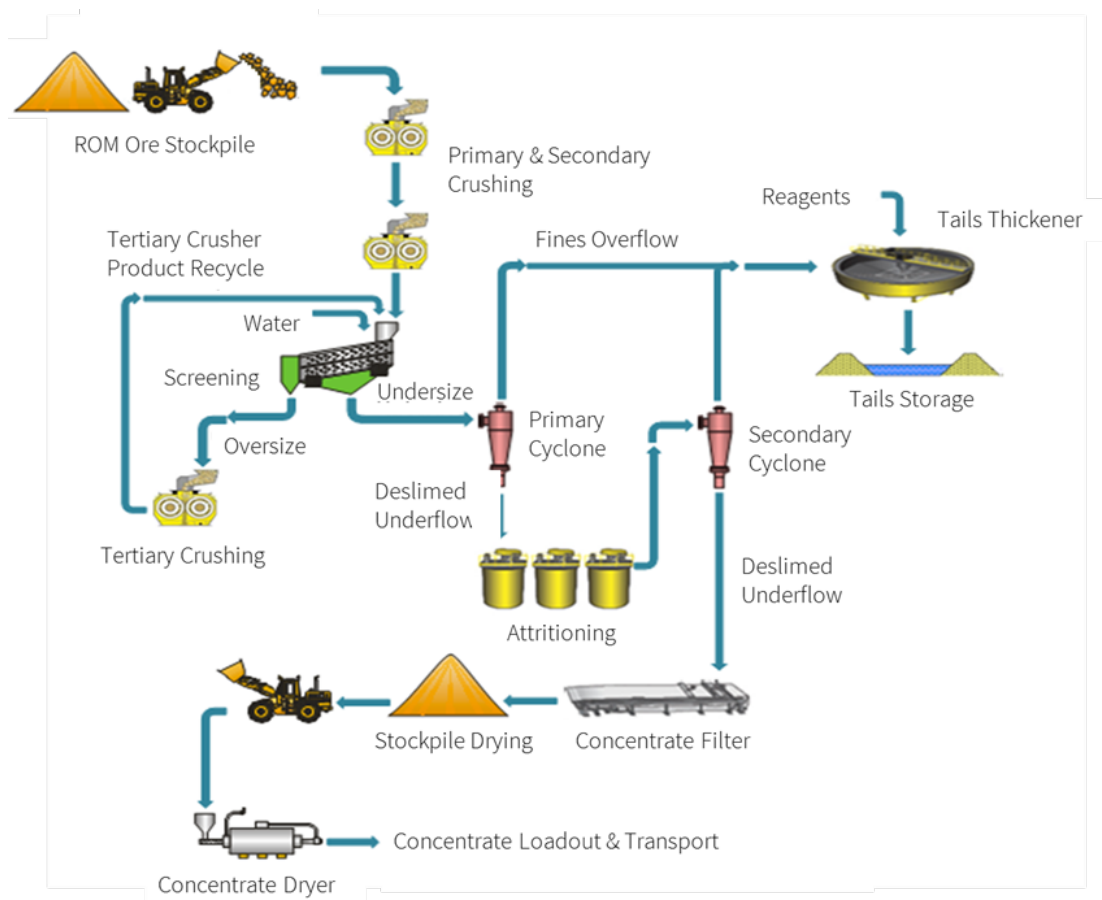 ROM Ore Stockpile
Primary & Secondary
Crushing
Reagents
Tails Thickener
Tertiary Crusher
Product Recycle
Fines Overflow
Water
Screening
Undersize
Tails Storage
Oversize
Primary
Cyclone
Secondary
Cyclone
Deslimed
Underflow
Tertiary Crushing
Deslimed
Underflow
Attritioning
Stockpile Drying
Concentrate Filter
Concentrate Loadout & Transport
Concentrate Dryer